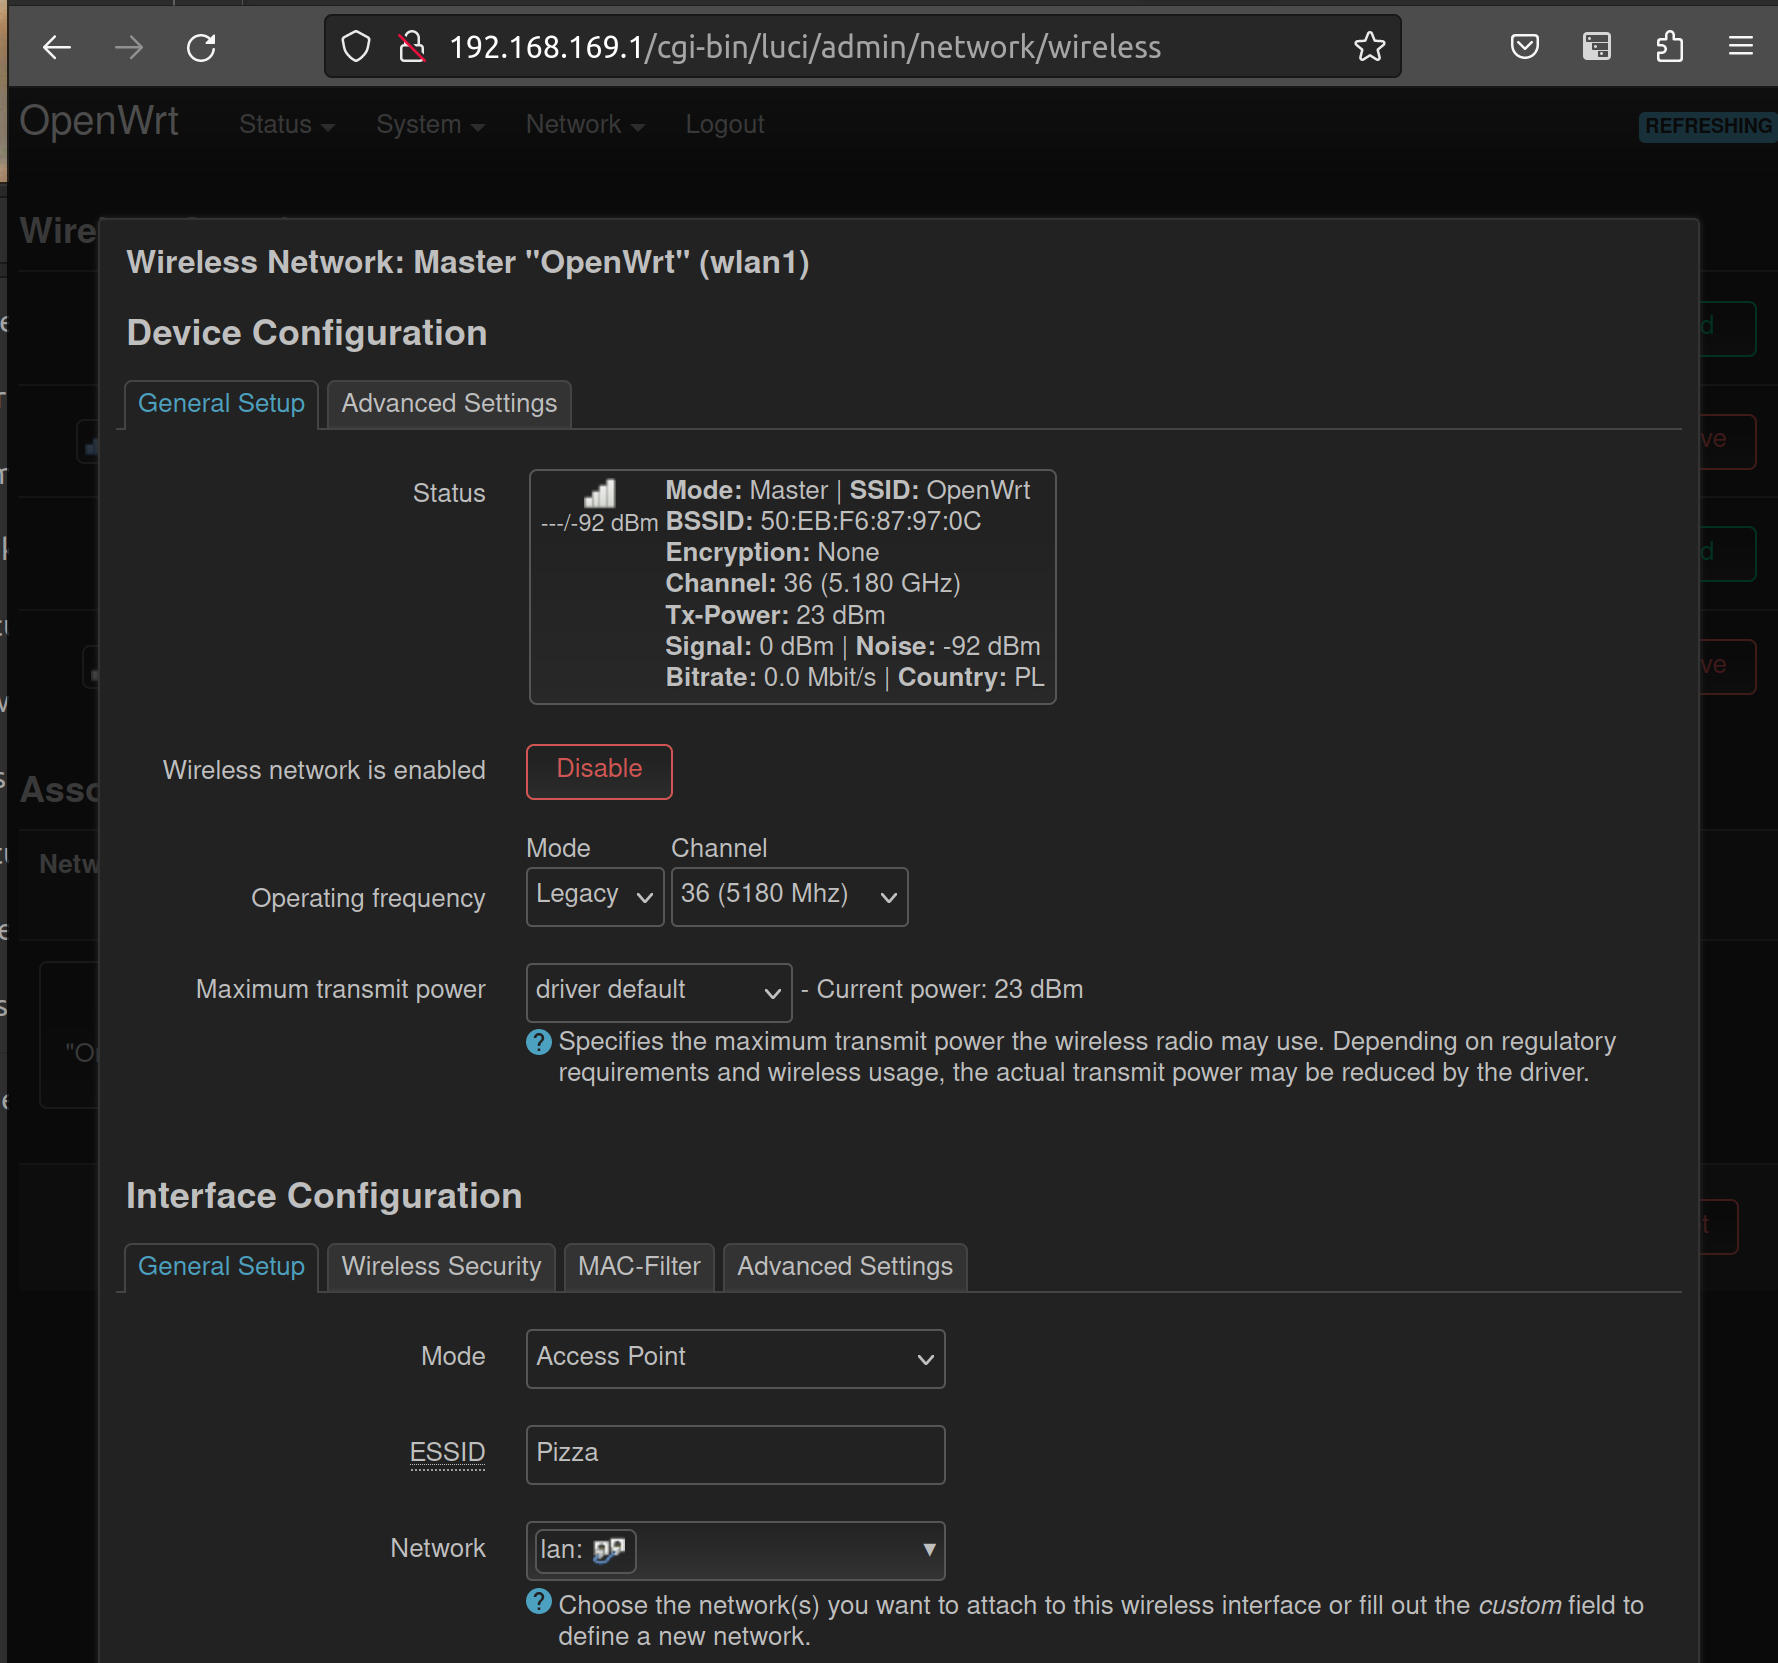 192.168.169.1/cgi-bin/luci/admin/network/wireless
OpenWrt Status System Network Logout REFRESHING
Wire
Wireless Network: Master "OpenWrt" (wlan1)
Device Configuration
General Setup Advanced Settings
Status
Mode: Master | SSID: OpenWrt
---/-92 dBm BSSID: 50:EB:F6:87:97:0C
Encryption: None
Channel: 36 (5.180 GHz)
Tx-Power: 23 dBm
Signal: 0 dBm | Noise: -92 dBm
Bitrate: 0.0 Mbit/s | Country: PL
Wireless network is enabled Disable
Asso
Mode Channel
Netw
Operating frequency Legacy 36 (5180 Mhz)
Maximum transmit power driver default - Current power: 23 dBm
Specifies the maximum transmit power the wireless radio may use. Depending on regulatory
requirements and wireless usage, the actual transmit power may be reduced by the driver.
Interface Configuration
General Setup Wireless Security MAC-Filter Advanced Settings
Mode Access Point
ESSID Pizza
Network lan:
Choose the network(s) you want to attach to this wireless interface or fill out the custom field to
define a new network.